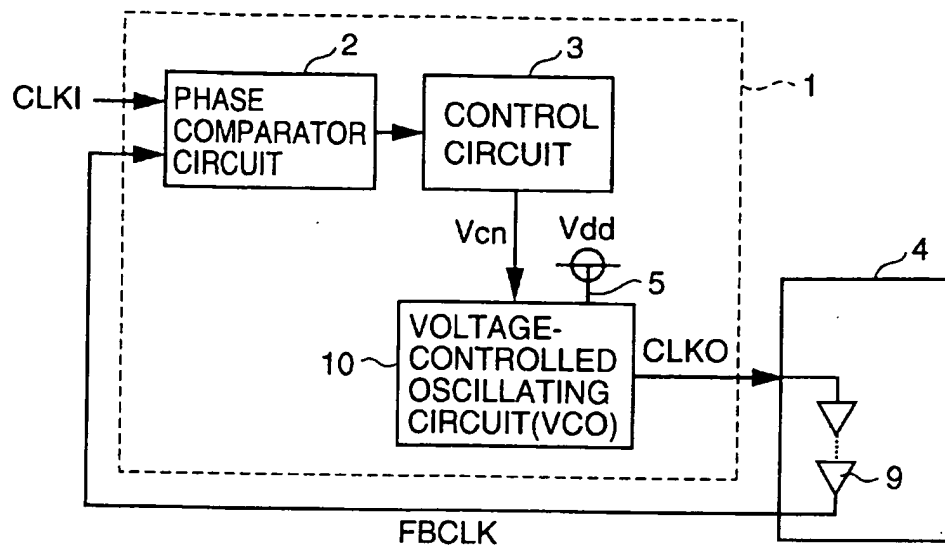 2
3
1
CLKI
PHASE
COMPARATOR
CIRCUIT
CONTROL
CIRCUIT
Vcn
Vdd
5
4
10
VOLTAGE-
CONTROLLED
OSCILLATING
CIRCUIT(VCO)
CLKO
9
FBCLK